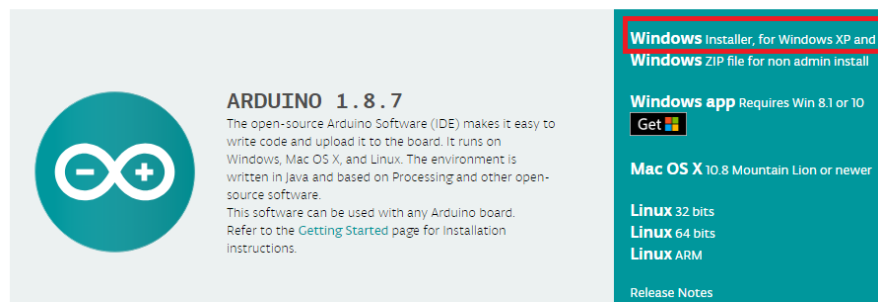 ARDUINO 1.8.7
The open-source Arduino Software (IDE) makes it easy to
write code and upload it to the board. It runs on
Windows, Mac OS X, and Linux. The environment is
written in Java and based on Processing and other open-
source software.
This software can be used with any Arduino board.
Refer to the Getting Started page for Installation
instructions.
Windows Installer, for Windows XP and
Windows ZIP file for non admin install
Windows app Requires Win 8.1 or 10
Get
Mac OS X 10.8 Mountain Lion or newer
Linux 32 bits
Linux 64 bits
Linux ARM
Release Notes